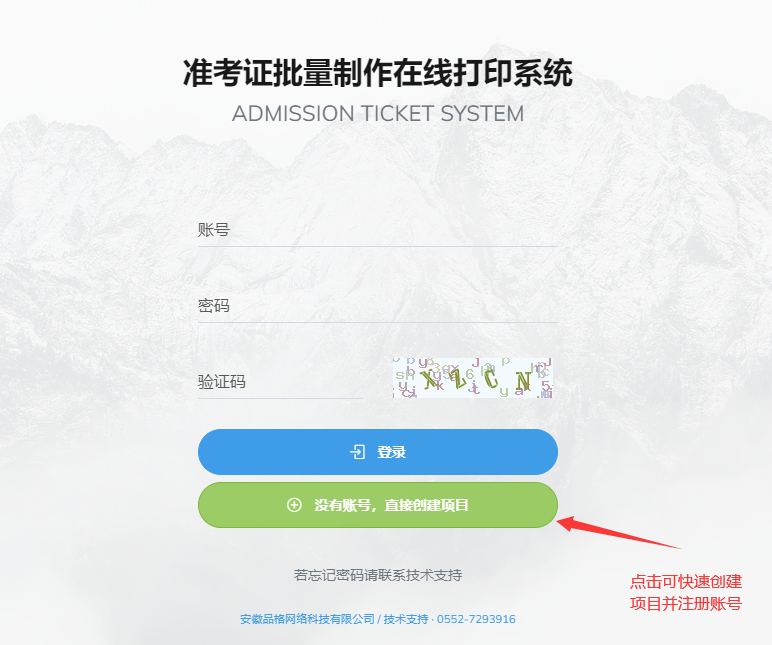 准考证批量制作在线打印系统
ADMISSION TICKET SYSTEM
账号
密码
验证码
XZCN
登录
没有账号，直接创建项目
若忘记密码请联系技术支持
点击可快速创建
项目并注册账号
安徽品格网络科技有限公司 / 技术支持 · 0552-7293916